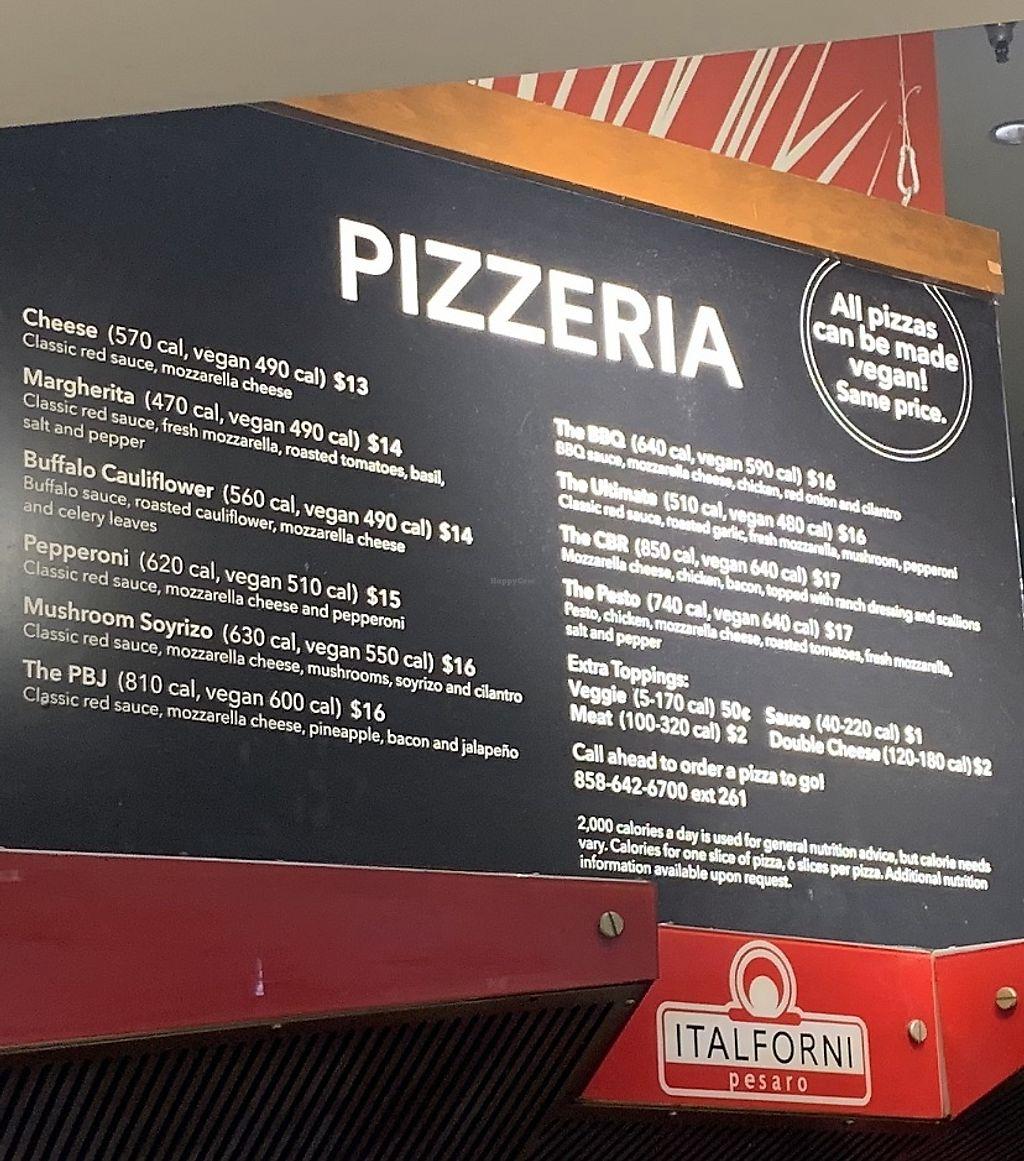 PIZZERIA
All pizzas
can be made
vegan!
Same price.
Cheese (570 cal, vegan 490 cal) $13
Classic red sauce, mozzarella cheese
Margherita (470 cal, vegan 490 cal) $14
Classic red sauce, fresh mozzarella, roasted tomatoes, basil,
salt and pepper
Buffalo Cauliflower (560 cal, vegan 490 cal) $14
Buffalo sauce, roasted cauliflower, mozzarella cheese
and celery leaves
Pepperoni (620 cal, vegan 510 cal) $15
Classic red sauce, mozzarella cheese and pepperoni
Mushroom Soyrizo (630 cal, vegan 550 cal) $16
Classic red sauce, mozzarella cheese, mushrooms, soyrizo and cilantro
The PBJ (810 cal, vegan 600 cal) $16
Classic red sauce, mozzarella cheese, pineapple, bacon and jalapeño
The BBQ (640 cal, vegan 590 cal) $16
BBQ sauce, mozzarella cheese, chicken, red onion and cilantro
The Ultimate (510 cal, vegan 480 cal) $16
Classic red sauce, roasted garlic, fresh mozzarella, mushroom, pepperoni
The CBR (850 cal, vegan 640 cal) $17
Mozzarella cheese, chicken, bacon, topped with ranch dressing and scallions
The Pesto (740 cal, vegan 640 cal) $17
Pesto, chicken, mozzarella cheese, roasted tomatoes, fresh mozzarella,
salt and pepper
Extra Toppings:
Veggie (5-170 cal) 50¢ Sauce (40-220 cal) $1
Meat (100-320 cal) $2 Double Cheese (120-180 cal) $2
Call ahead to order a pizza to go!
858-642-6700 ext 261
2,000 calories a day is used for general nutrition advice, but calorie needs
vary. Calories for one slice of pizza, 6 slices per pizza. Additional nutrition
information available upon request.
HappyCow
ITALFORNI
pesaro